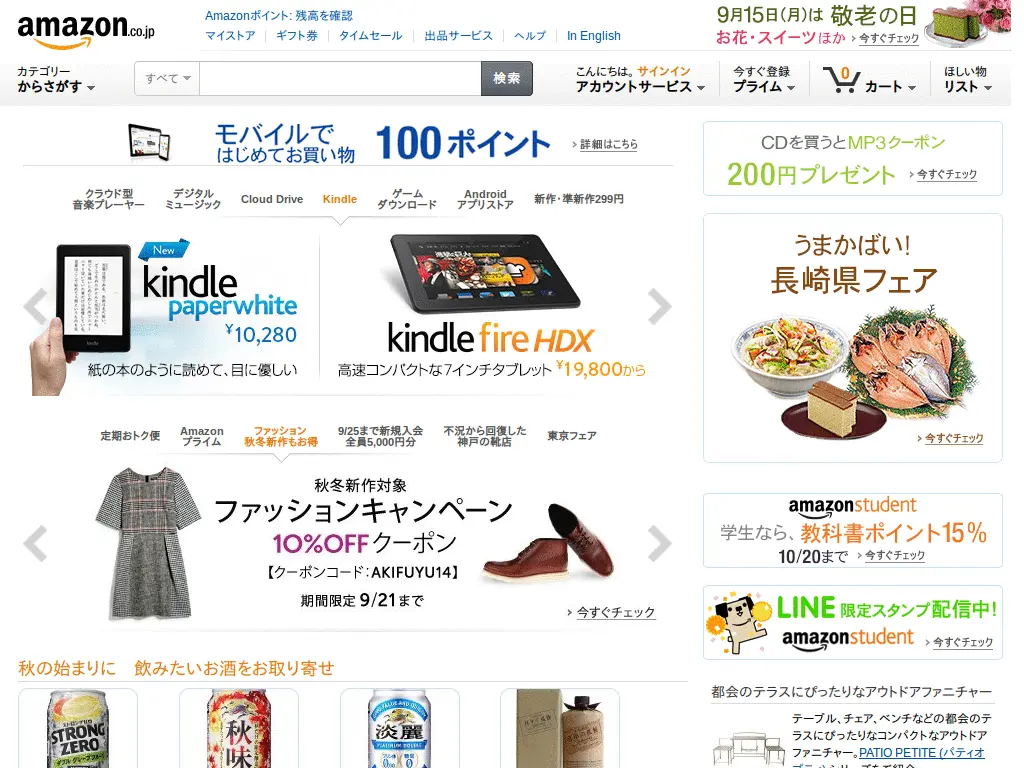 amazon.co.jp
Amazonポイント: 残高を確認
マイストア
ギフト券
タイムセール
出品サービス
ヘルプ
In English
9月15日(月)は 敬老の日
お花・スイーツほか
今すぐチェック
カテゴリー
からさがす
すべて
検索
こんにちは。サインイン
アカウントサービス
今すぐ登録
プライム
0
カート
ほしい物
リスト
モバイルで
はじめてお買い物
100ポイント
詳細はこちら
CDを買うとMP3クーポン
200円プレゼント
今すぐチェック
クラウド型
音楽プレーヤー
デジタル
ミュージック
Cloud Drive
Kindle
ゲーム
ダウンロード
Android
アプリストア
新作・準新作299円
New
kindle
paperwhite
¥10,280
紙の本のように読めて、目に優しい
kindle
kindle fire HDX
高速コンパクトな7インチタブレット ¥19,800から
うまかばい!
長崎県フェア
今すぐチェック
定期おトク便
Amazon
プライム
ファッション
秋冬新作もお得
9/25まで新規入会
全員5,000円分
不況から回復した
神戸の靴店
東京フェア
秋冬新作対象
ファッションキャンペーン
10%OFFクーポン
【クーポンコード:AKIFUYU14】
期間限定 9/21まで
今すぐチェック
amazonstudent
学生なら、教科書ポイント15%
10/20まで
今すぐチェック
LINE 限定スタンプ配信中!
amazonstudent
今すぐチェック
秋の始まりに 飲みたいお酒をお取り寄せ
ストロングゼロ
STRONG
ZERO
ダブルグレープフルーツ
秋味
淡麗
PLATINUM DOUBLE
都会のテラスにぴったりなアウトドアファニチャー
テーブル、チェア、ベンチなどの都会のテ
ラスにぴったりなコンパクトなアウトドア
ファニチャー。PATIO PETITE (パティオ